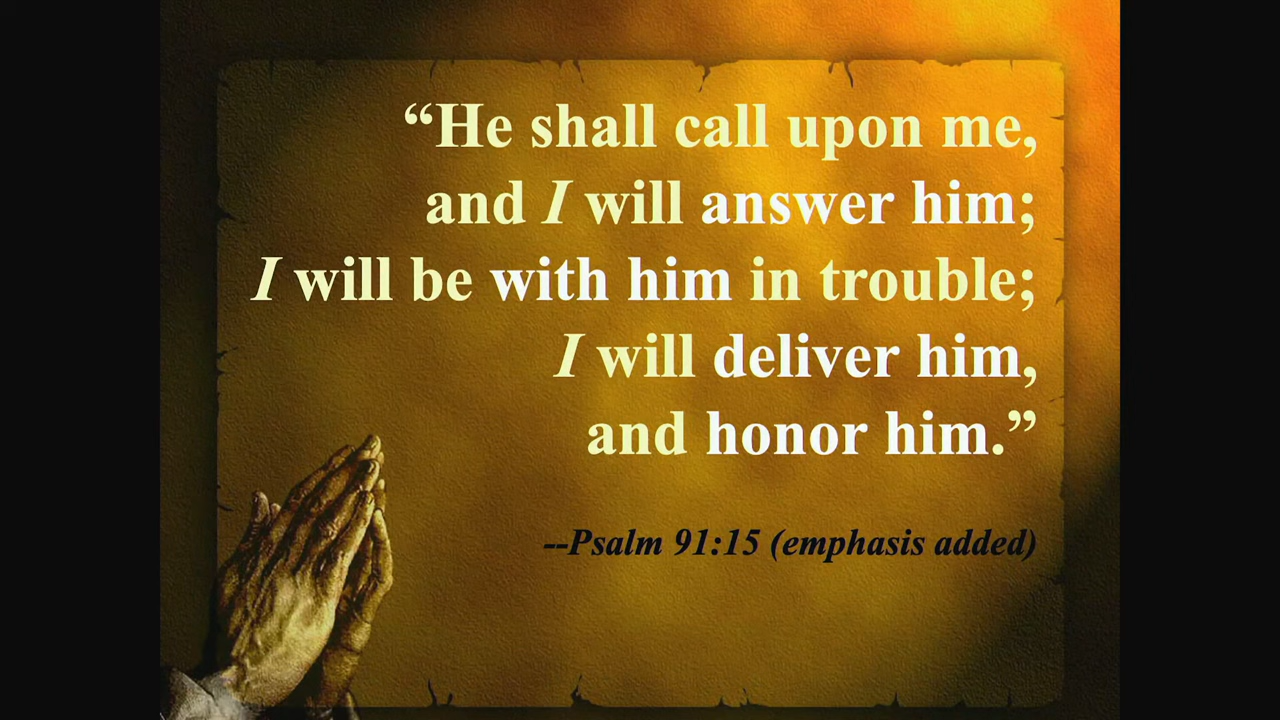 “He shall call upon me,
and I will answer him;
I will be with him in trouble;
I will deliver him,
and honor him.”
--Psalm 91:15 (emphasis added)